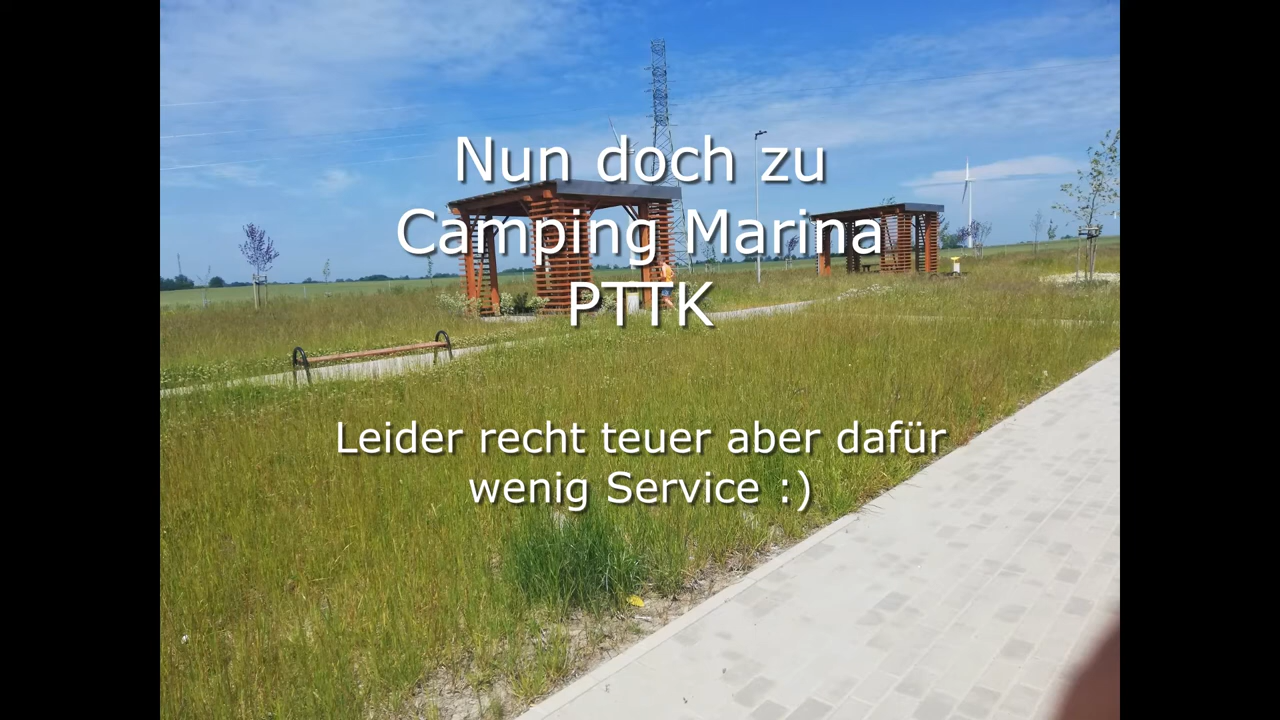 Nun doch zu
Camping Marina
PTTK
Leider recht teuer aber dafür
wenig Service :)